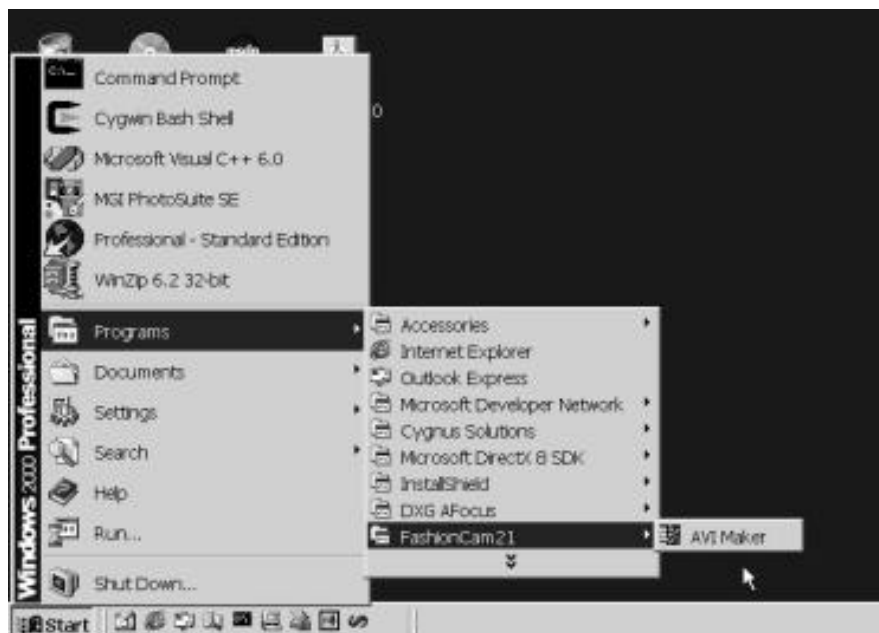 Command Prompt
Cygwin Bash Shell
Microsoft Visual C++ 6.0
MGI PhotoSuite SE
Professional - Standard Edition
WinZip 6.2 32-bit
Programs
Documents
Settings
Search
Help
Run...
Shut Down...
Windows 2000 Professional
Accessories
Internet Explorer
Outlook Express
Microsoft Developer Network
Cygnus Solutions
Microsoft DirectX 8 SDK
InstallShield
DXG AFocus
FashionCam21
AVI Maker
Start